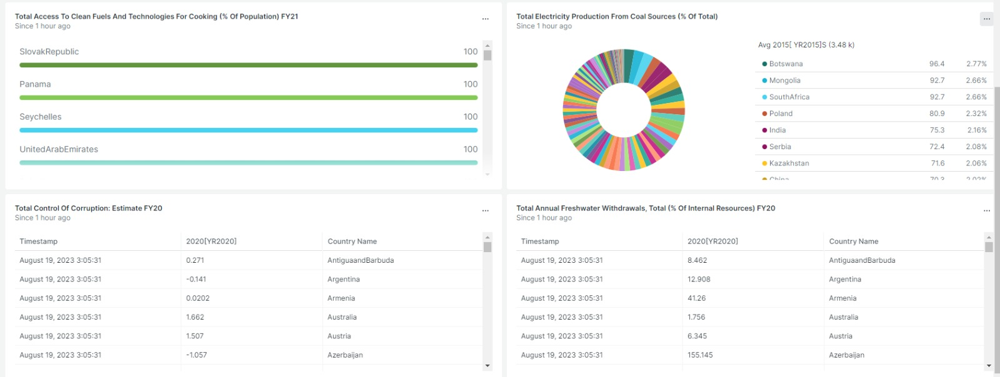 Total Access To Clean Fuels And Technologies For Cooking (% Of Population) FY21
Since 1 hour ago
...
SlovakRepublic 100
Panama 100
Seychelles 100
UnitedArabEmirates 100
Total Electricity Production From Coal Sources (% Of Total)
Since 1 hour ago
...
Avg 2015[ YR2015]S (3.48 k)
Botswana 96.4 2.77%
Mongolia 92.7 2.66%
SouthAfrica 92.7 2.66%
Poland 80.9 2.32%
India 75.3 2.16%
Serbia 72.4 2.08%
Kazakhstan 71.6 2.06%
China 70.3 2.02%
Total Control Of Corruption: Estimate FY20
Since 1 hour ago
...
Timestamp 2020[YR2020] Country Name
August 19, 2023 3:05:31 0.271 AntiguaandBarbuda
August 19, 2023 3:05:31 -0.141 Argentina
August 19, 2023 3:05:31 0.0202 Armenia
August 19, 2023 3:05:31 1.662 Australia
August 19, 2023 3:05:31 1.507 Austria
August 19, 2023 3:05:31 -1.057 Azerbaijan
Total Annual Freshwater Withdrawals, Total (% Of Internal Resources) FY20
Since 1 hour ago
...
Timestamp 2020[YR2020] Country Name
August 19, 2023 3:05:31 8.462 AntiguaandBarbuda
August 19, 2023 3:05:31 12.908 Argentina
August 19, 2023 3:05:31 41.26 Armenia
August 19, 2023 3:05:31 1.756 Australia
August 19, 2023 3:05:31 6.345 Austria
August 19, 2023 3:05:31 155.145 Azerbaijan